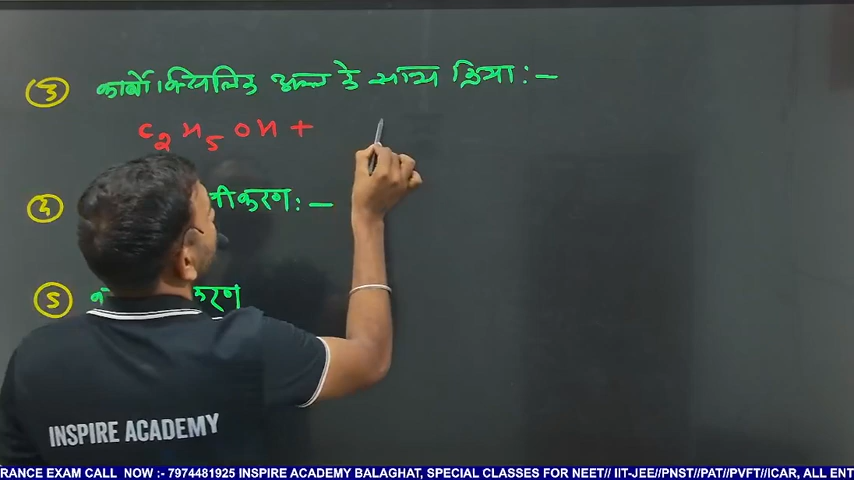 ③ कार्बोक्सिलिक अम्ल के साथ क्रिया :-
C₂H₅OH +
④ करण :-
⑤ करण
INSPIRE ACADEMY
RANCE EXAM CALL NOW :- 7974481925 INSPIRE ACADEMY BALAGHAT, SPECIAL CLASSES FOR NEET// IIT-JEE//PNST//PAT//PVFT//ICAR, ALL ENT